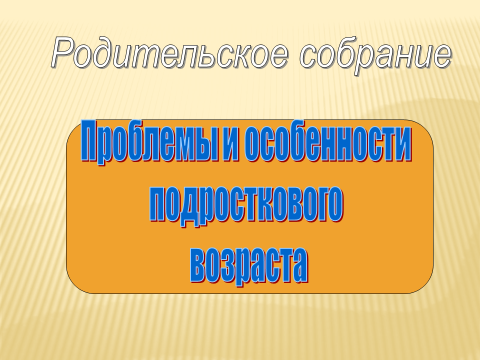 Родительское собрание
Проблемы и особенности
подросткового
возраста